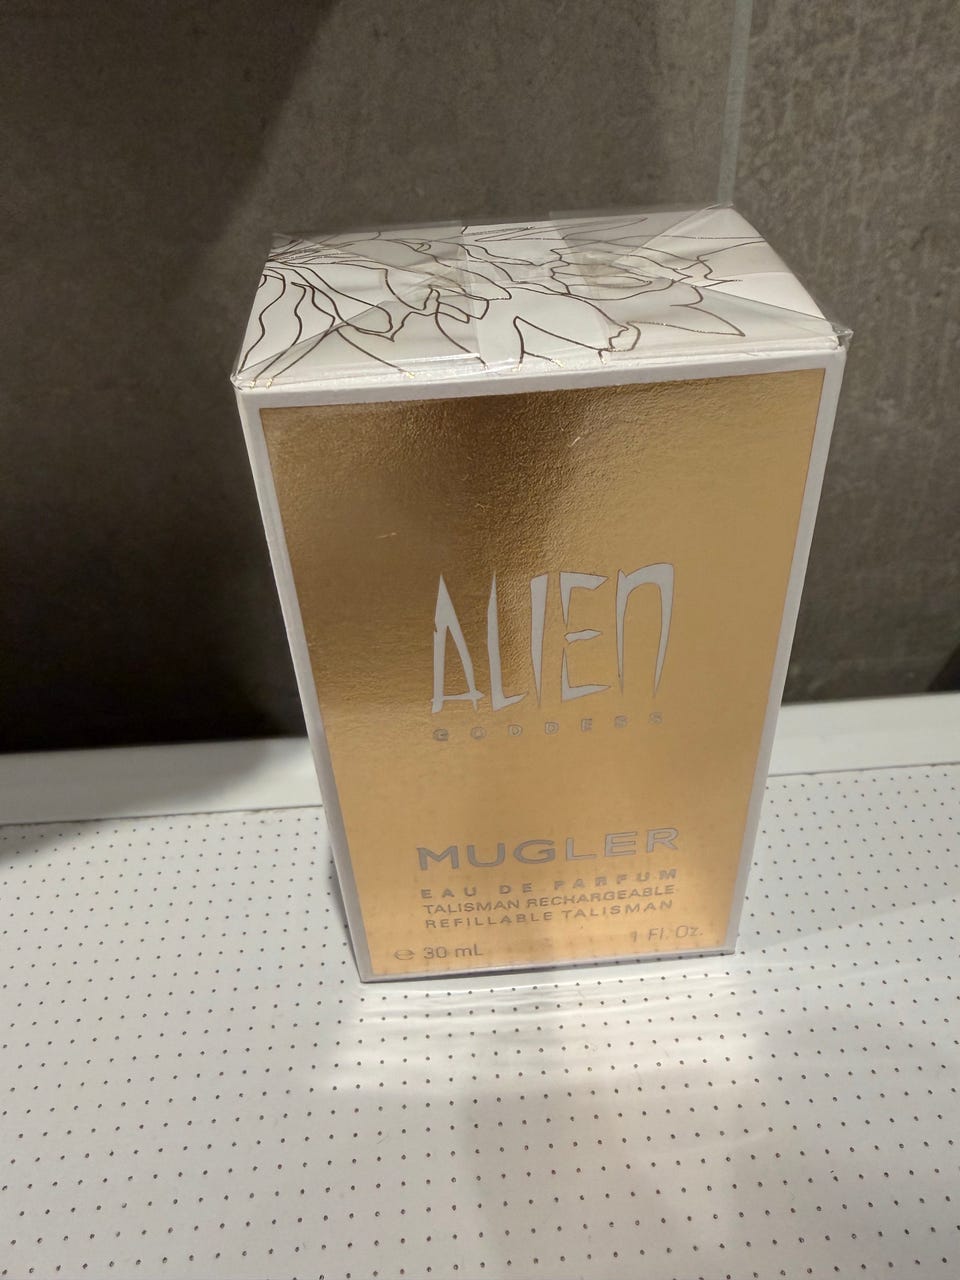 ALIEN
GODDESS
MUGLER
EAU DE PARFUM
TALISMAN RECHARGEABLE
REFILLABLE TALISMAN
℮ 30 mL 1 Fl. Oz.